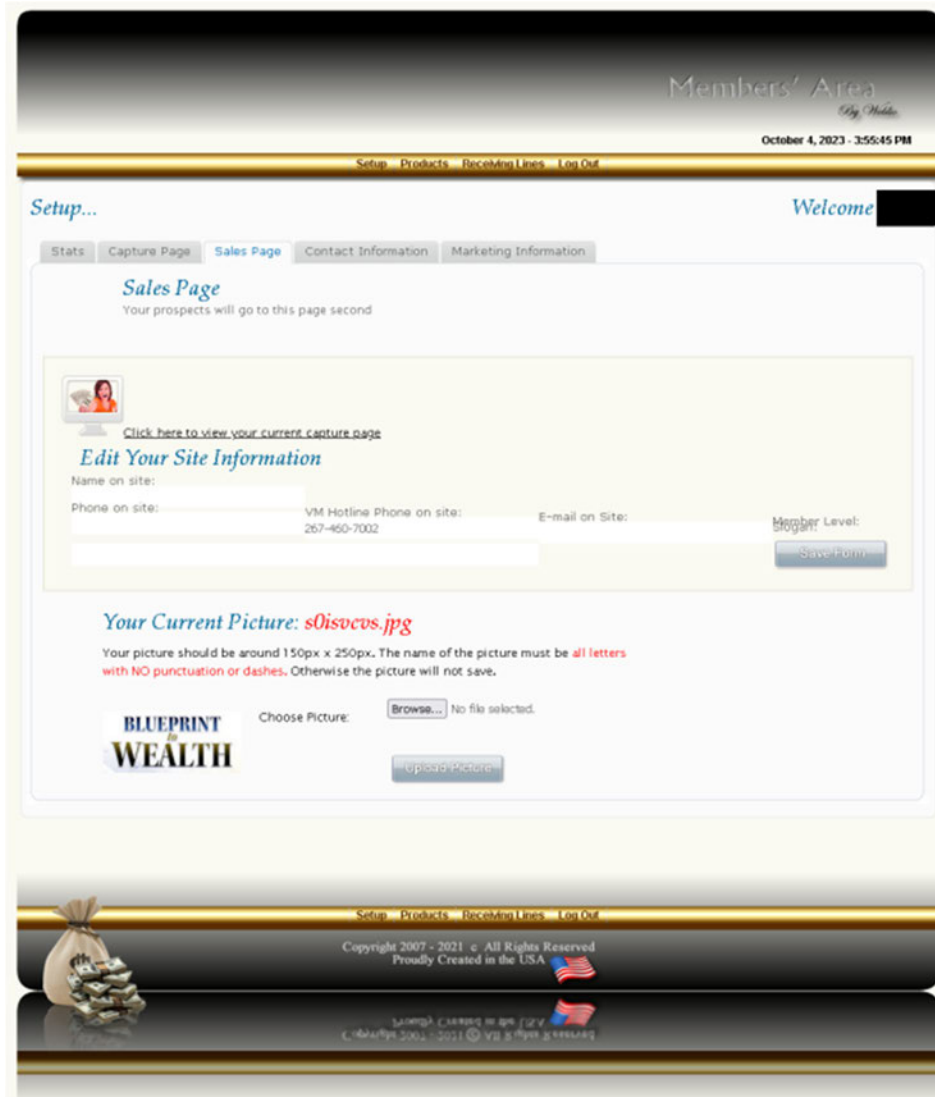 Members' Area
By Waldo
October 4, 2023 - 3:55:45 PM
Setup Products Receiving Lines Log Out
Setup...
Welcome
Stats Capture Page Sales Page Contact Information Marketing Information
Sales Page
Your prospects will go to this page second
Click here to view your current capture page
Edit Your Site Information
Name on site:
Phone on site:
VM Hotline Phone on site:
267-460-7002
E-mail on Site:
Member Level:
Slogan:
Save Form
Your Current Picture: s0isvcvs.jpg
Your picture should be around 150px x 250px. The name of the picture must be all letters
with NO punctuation or dashes. Otherwise the picture will not save.
BLUEPRINT
to
WEALTH
Choose Picture:
Browse... No file selected.
Upload Picture
Setup Products Receiving Lines Log Out
Copyright 2007 - 2021 c All Rights Reserved
Proudly Created in the USA